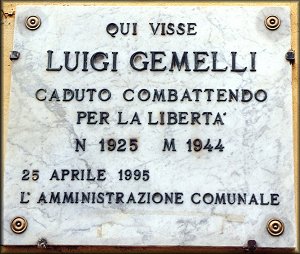 QUI VISSE
LUIGI GEMELLI
CADUTO COMBATTENDO
PER LA LIBERTA'
N 1925 M 1944
25 APRILE 1995
L'AMMINISTRAZIONE COMUNALE